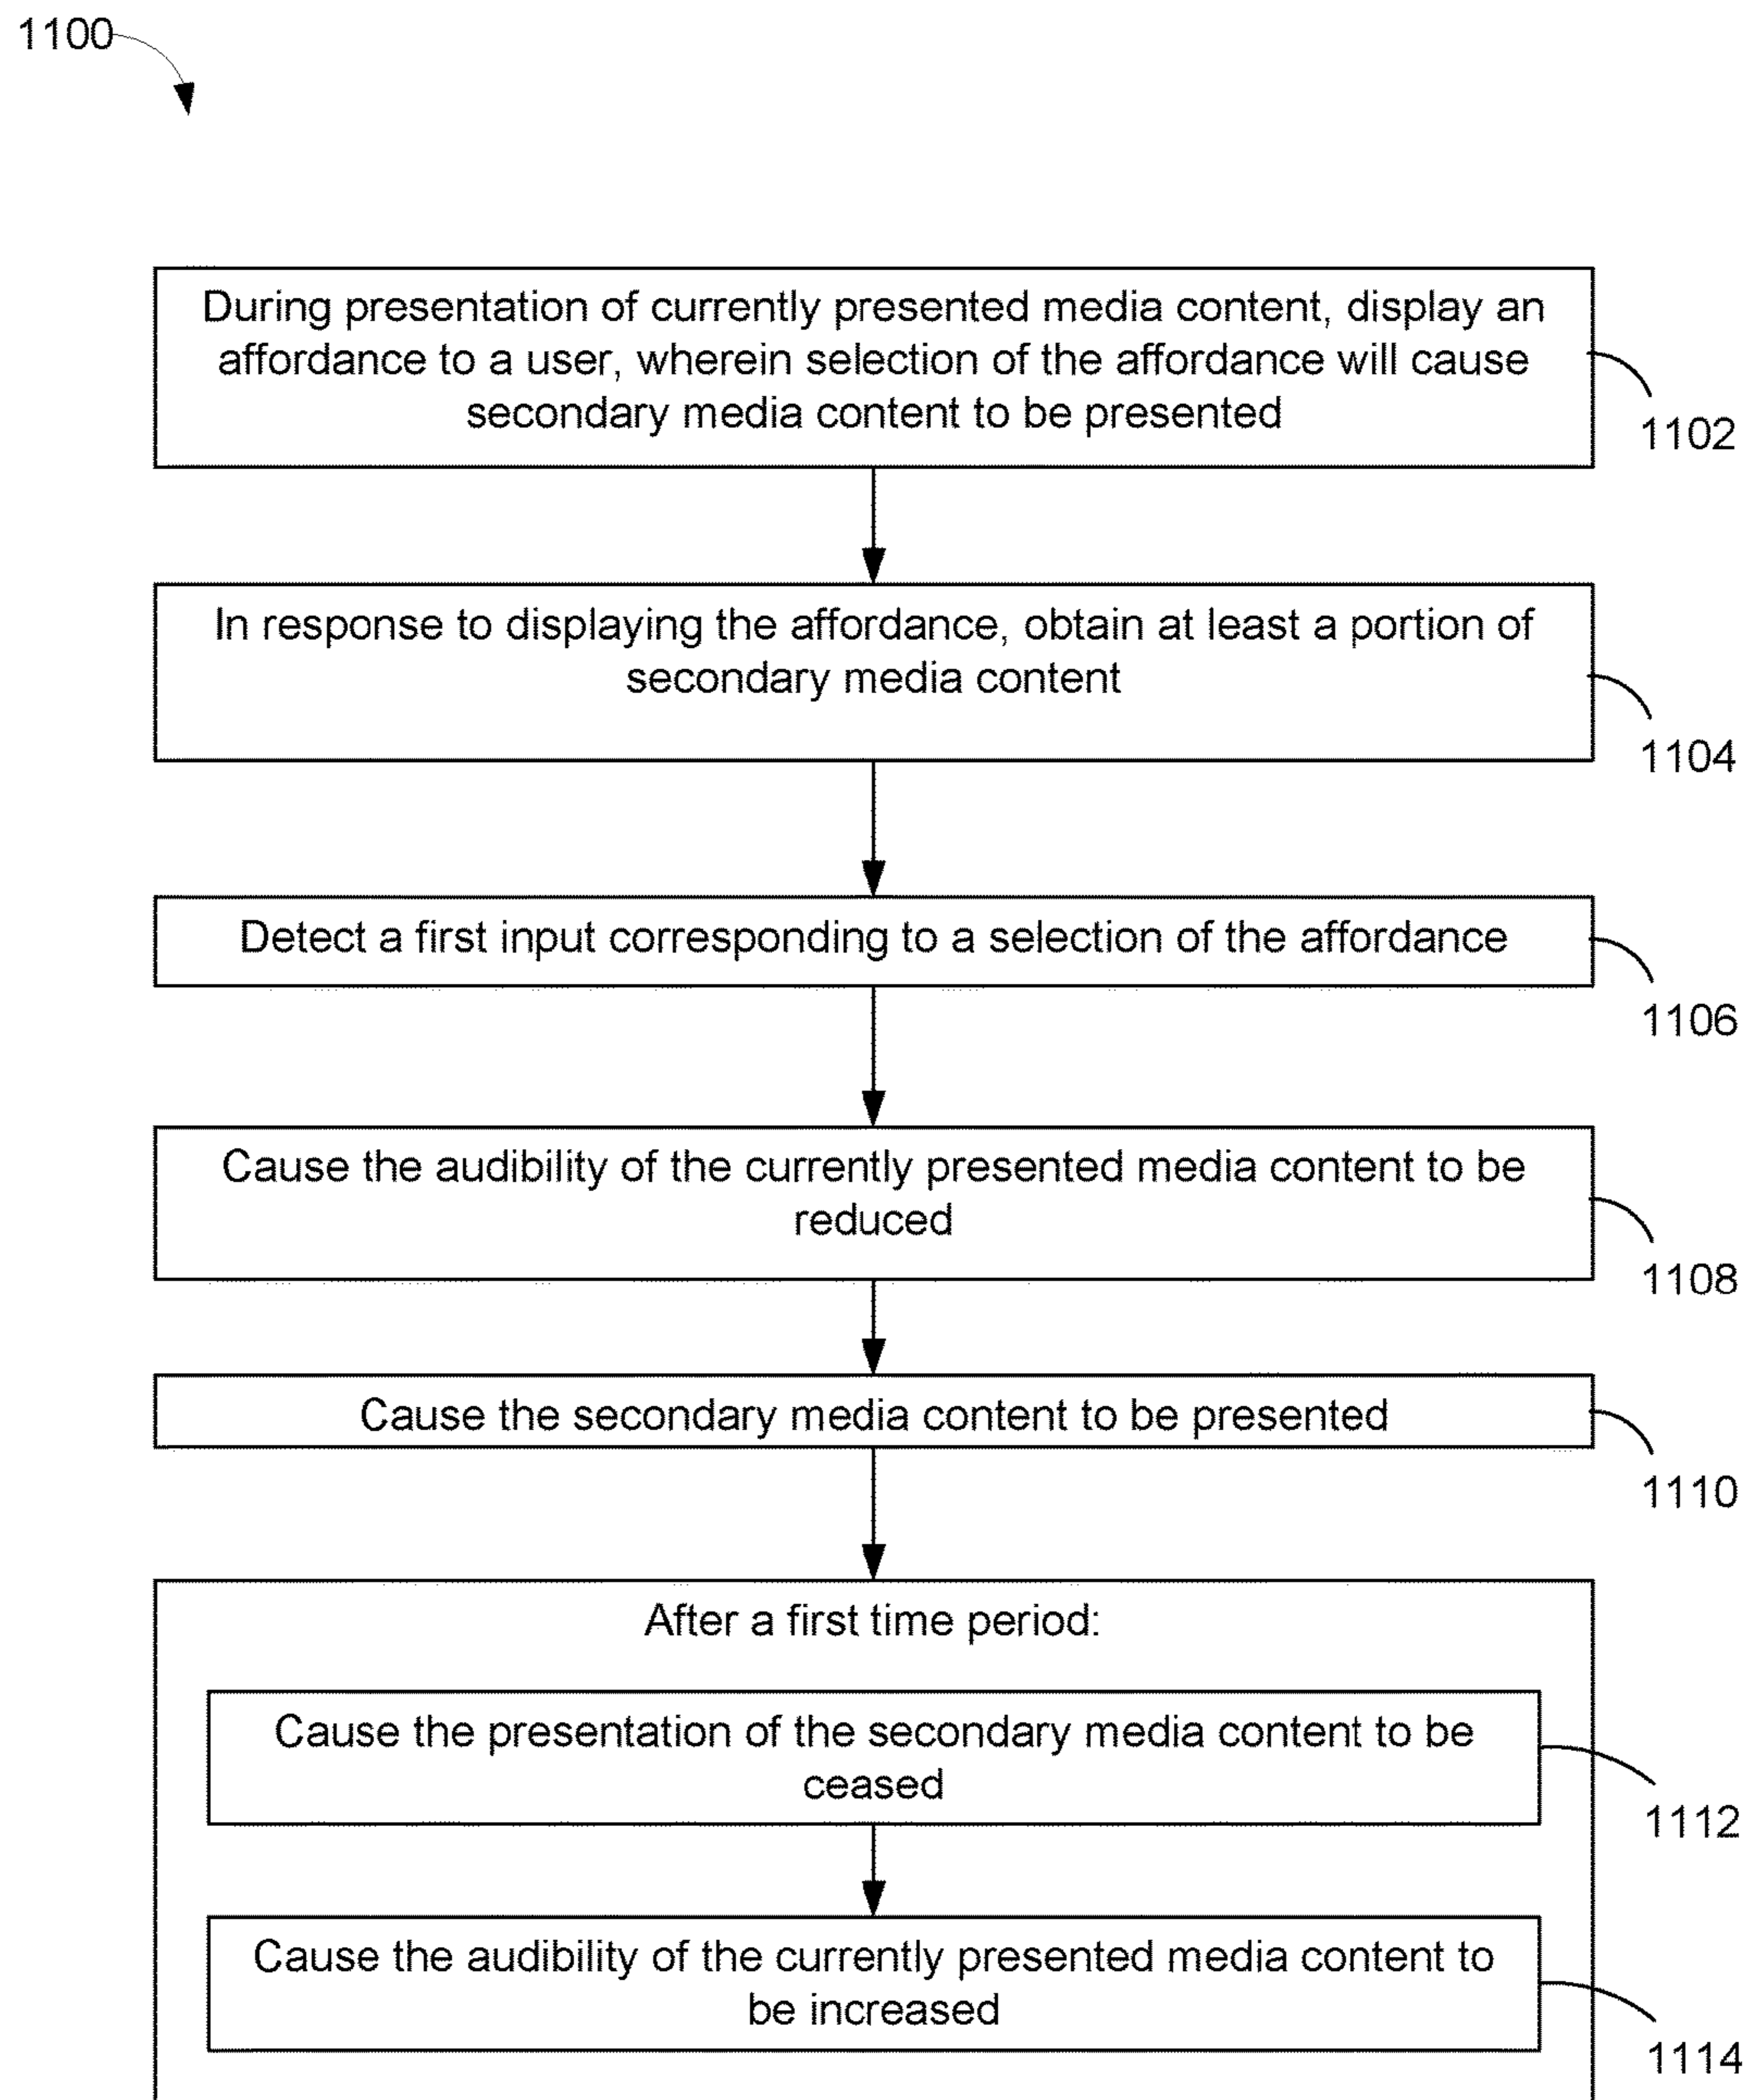 1100
During presentation of currently presented media content, display an
affordance to a user, wherein selection of the affordance will cause
secondary media content to be presented
1102
In response to displaying the affordance, obtain at least a portion of
secondary media content
1104
Detect a first input corresponding to a selection of the affordance
1106
Cause the audibility of the currently presented media content to be
reduced
1108
Cause the secondary media content to be presented
1110
After a first time period:
Cause the presentation of the secondary media content to be
ceased
1112
Cause the audibility of the currently presented media content to
be increased
1114